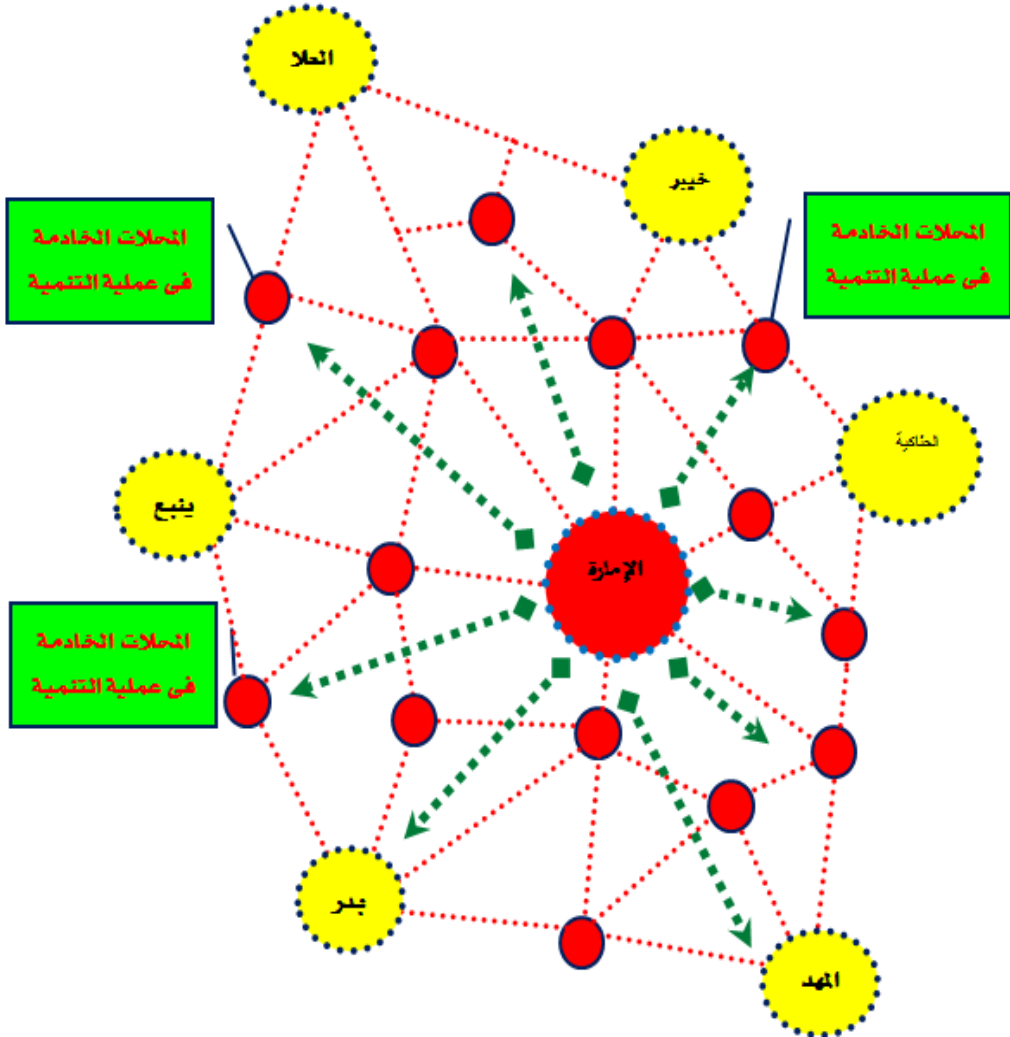 العلا
خيبر
المحلات الخادمة
فى عملية التنمية
المحلات الخادمة
فى عملية التنمية
الحناكية
ينبع
الإمارة
المحلات الخادمة
فى عملية التنمية
بدر
المهد